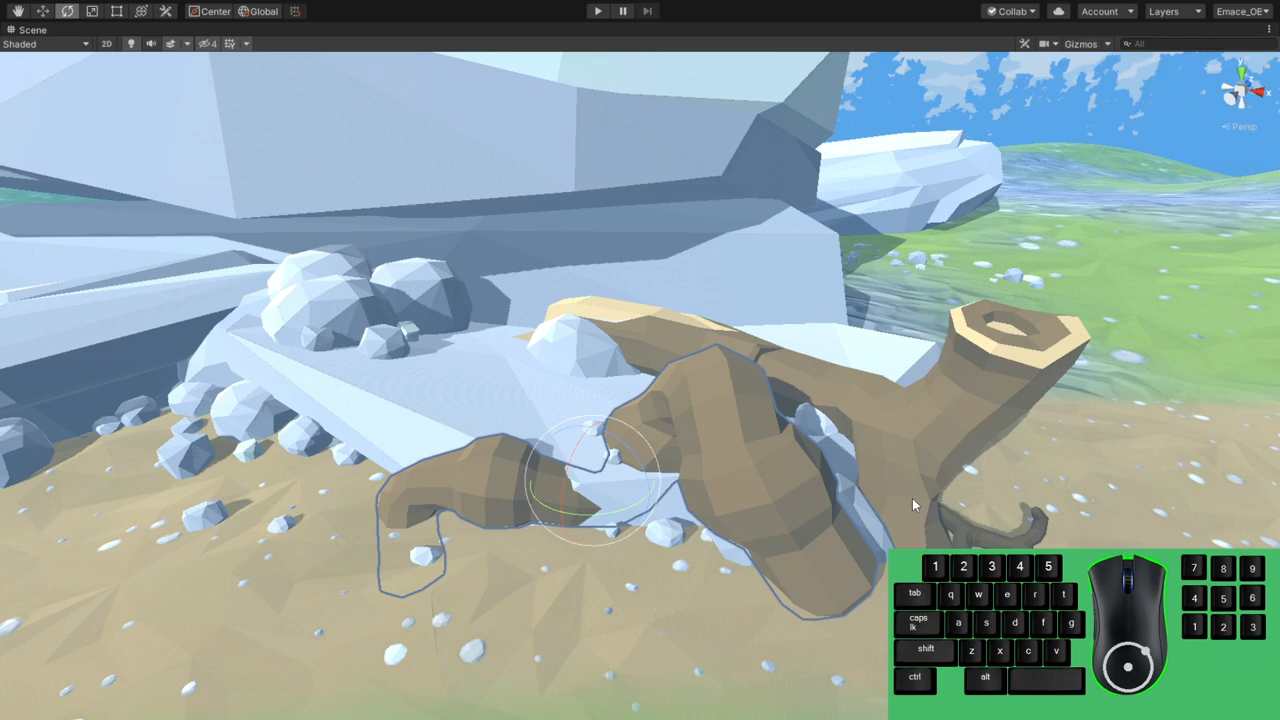 Center Global Collab Account Layers Emace_OB
Scene
Shaded 2D 4 Gizmos All
y
x
Persp
1 2 3 4 5 7 8 9
tab q w e r t 4 5 6
caps lk a s d f g 1 2 3
shift z x c v
ctrl alt